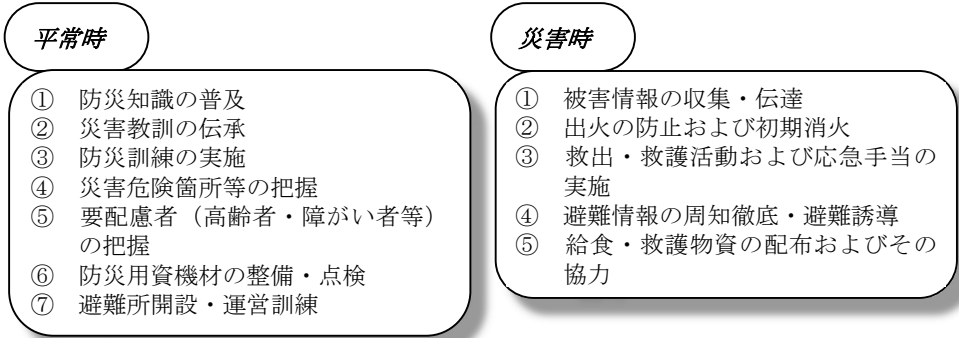 平常時
① 防災知識の普及
② 災害教訓の伝承
③ 防災訓練の実施
④ 災害危険箇所等の把握
⑤ 要配慮者（高齢者・障がい者等）
の把握
⑥ 防災用資機材の整備・点検
⑦ 避難所開設・運営訓練
災害時
① 被害情報の収集・伝達
② 出火の防止および初期消火
③ 救出・救護活動および応急手当の
実施
④ 避難情報の周知徹底・避難誘導
⑤ 給食・救護物資の配布およびその
協力